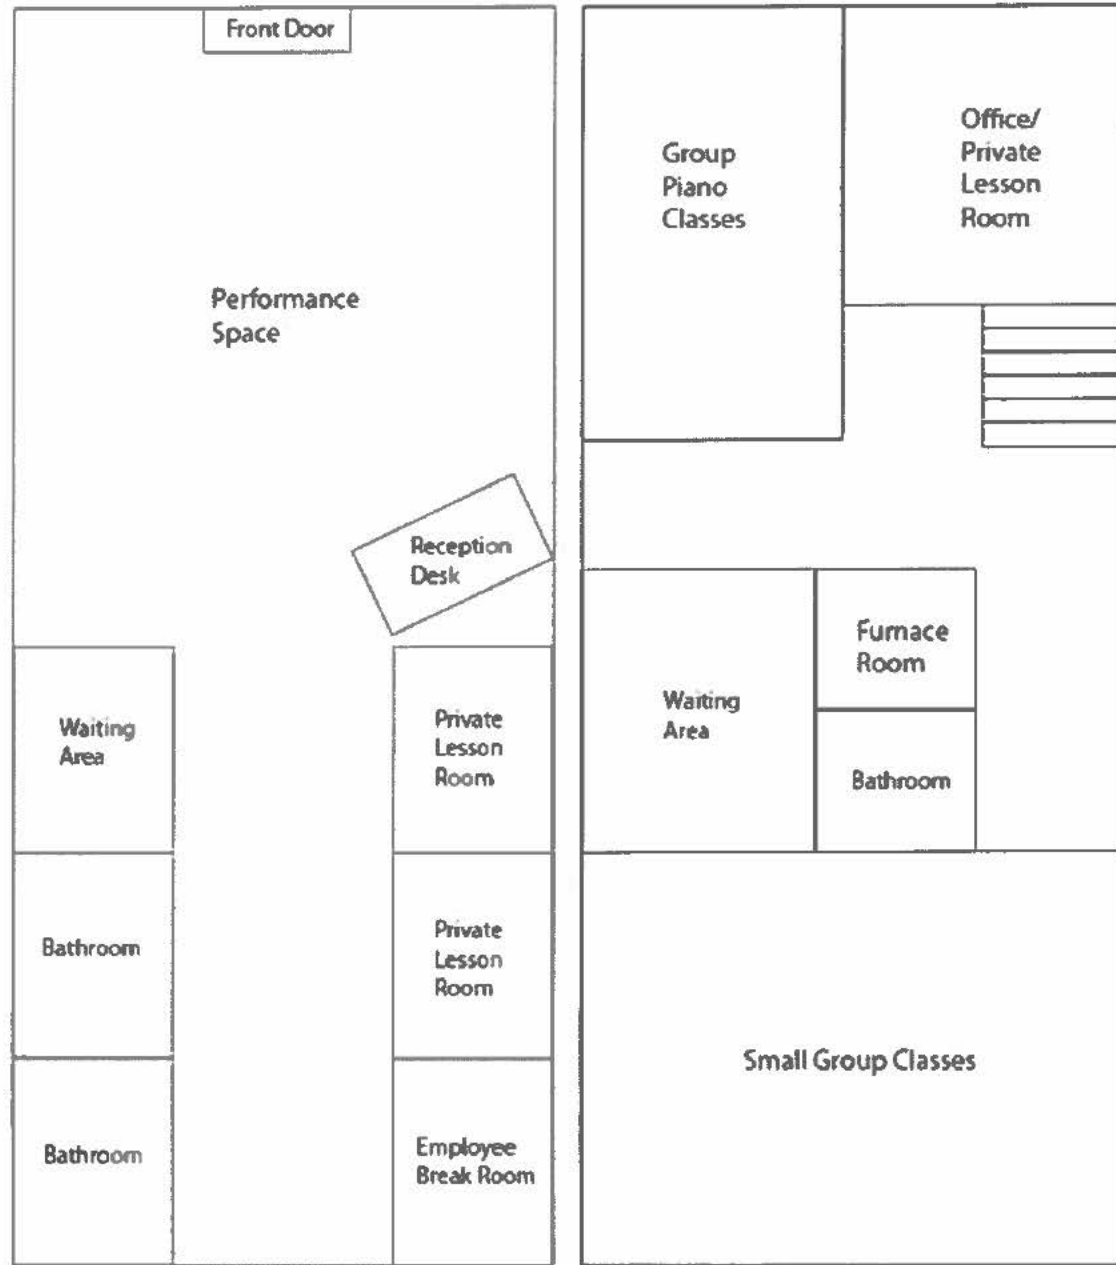 Front Door
Performance
Space
Reception
Desk
Waiting
Area
Private
Lesson
Room
Bathroom
Private
Lesson
Room
Bathroom
Employee
Break Room
Group
Piano
Classes
Office/
Private
Lesson
Room
Waiting
Area
Furnace
Room
Bathroom
Small Group Classes